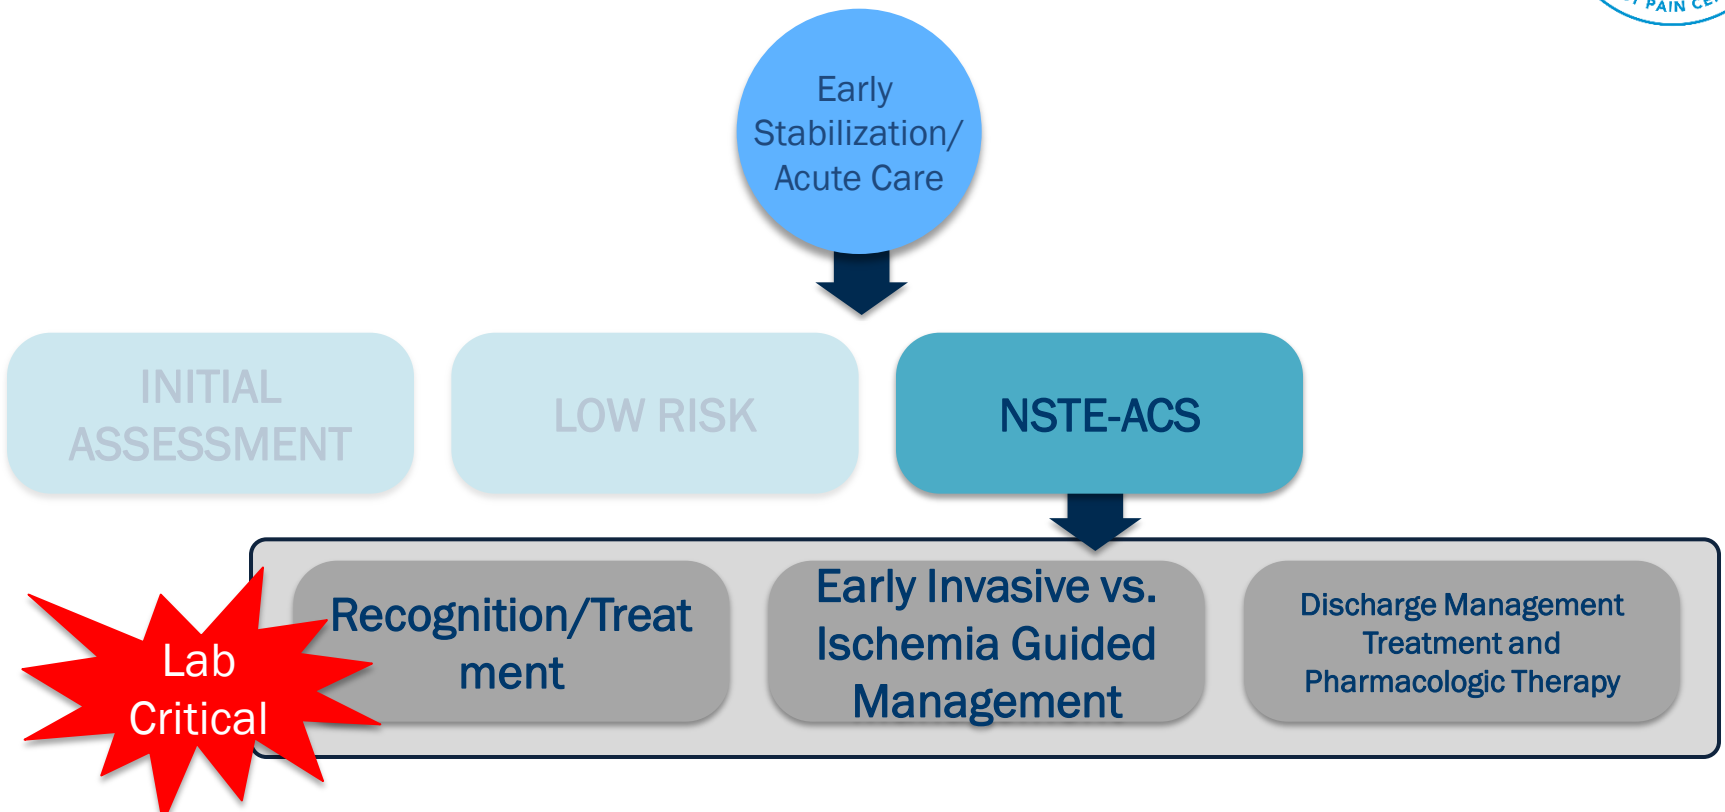 PAIN
Early
Stabilization/
Acute Care
INITIAL
ASSESSMENT
LOW RISK
NSTE-ACS
Recognition/Treat
ment
Early Invasive vs.
Ischemia Guided
Management
Discharge Management
Treatment and
Pharmacologic Therapy
Lab
Critical